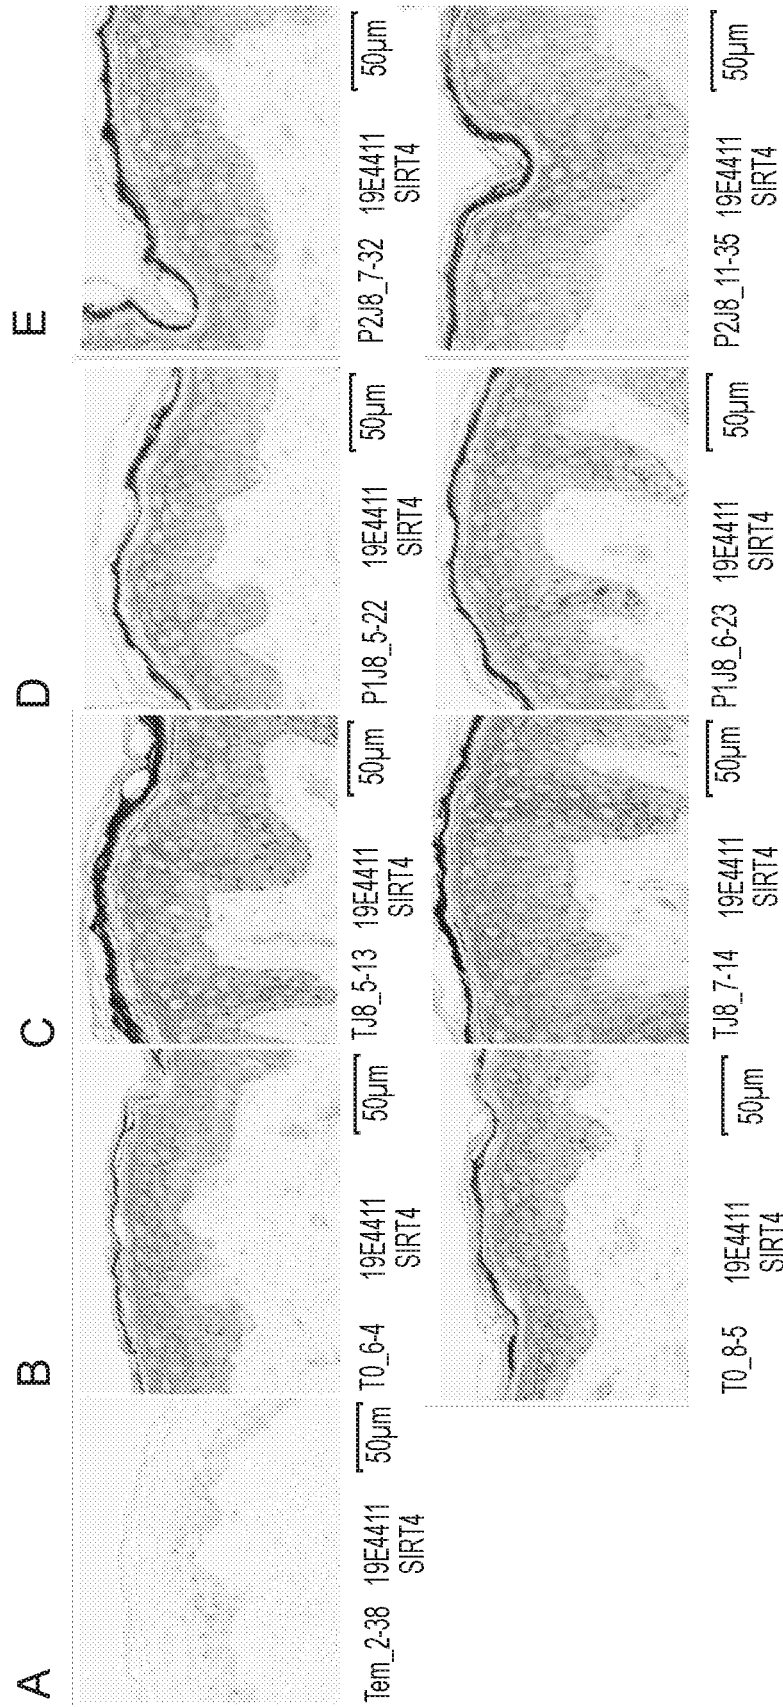 A
B
C
D
E
Tem_2-38 19E4411
SIRT4
50µm
T0_6-4 19E4411
SIRT4
50µm
TJ8_5-13 19E4411
SIRT4
50µm
P1J8_5-22 19E4411
SIRT4
50µm
P2J8_7-32 19E4411
SIRT4
50µm
T0_8-5 19E4411
SIRT4
50µm
TJ8_7-14 19E4411
SIRT4
50µm
P1J8_6-23 19E4411
SIRT4
50µm
P2J8_11-35 19E4411
SIRT4
50µm